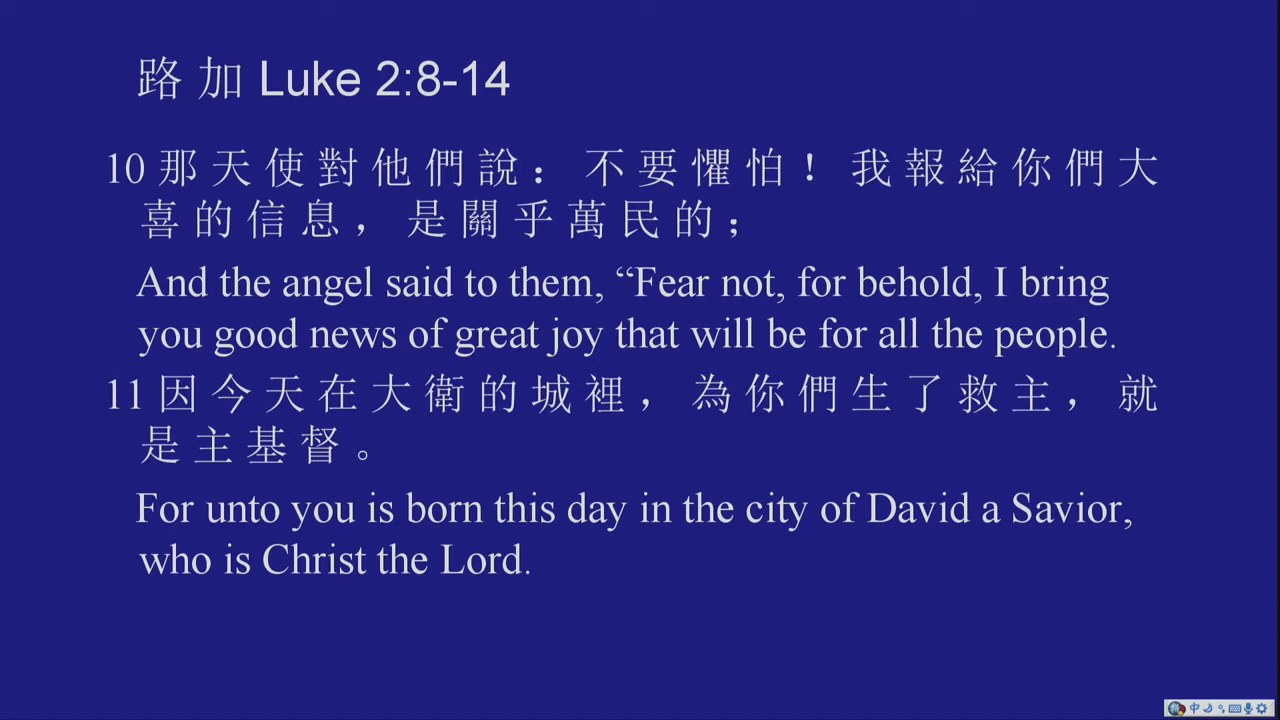 路加 Luke 2:8-14
10 那天使對他們說：不要懼怕！我報給你們大
喜的信息，是關乎萬民的；
And the angel said to them, “Fear not, for behold, I bring
you good news of great joy that will be for all the people.
11 因今天在大衛的城裡，為你們生了救主，就
是主基督。
For unto you is born this day in the city of David a Savior,
who is Christ the Lord.
中